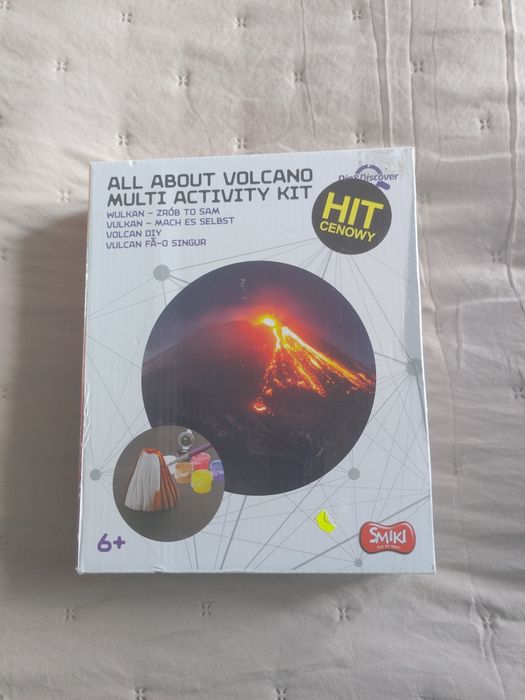 ALL ABOUT VOLCANO
MULTI ACTIVITY KIT
WULKAN – ZRÓB TO SAM
VULKAN – MACH ES SELBST
VOLCAN DIY
VULCAN FĂ-O SINGUR
Dig&Discover
HIT
CENOWY
6+
SMIKI